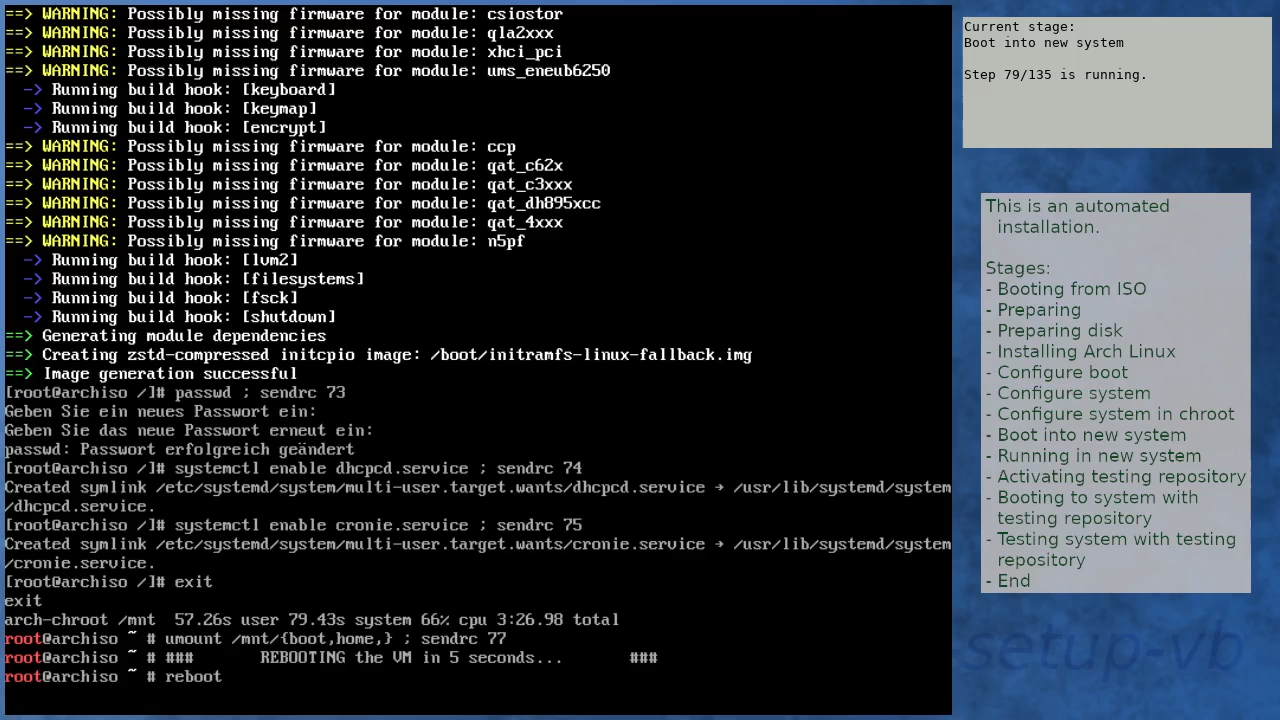 ==> WARNING: Possibly missing firmware for module: csiostor
==> WARNING: Possibly missing firmware for module: qla2xxx
==> WARNING: Possibly missing firmware for module: xhci_pci
==> WARNING: Possibly missing firmware for module: ums_eneub6250
  -> Running build hook: [keyboard]
  -> Running build hook: [keymap]
  -> Running build hook: [encrypt]
==> WARNING: Possibly missing firmware for module: ccp
==> WARNING: Possibly missing firmware for module: qat_c62x
==> WARNING: Possibly missing firmware for module: qat_c3xxx
==> WARNING: Possibly missing firmware for module: qat_dh895xcc
==> WARNING: Possibly missing firmware for module: qat_4xxx
==> WARNING: Possibly missing firmware for module: n5pf
  -> Running build hook: [lvm2]
  -> Running build hook: [filesystems]
  -> Running build hook: [fsck]
  -> Running build hook: [shutdown]
==> Generating module dependencies
==> Creating zstd-compressed initcpio image: /boot/initramfs-linux-fallback.img
==> Image generation successful
[root@archiso /]# passwd ; sendrc 73
Geben Sie ein neues Passwort ein:
Geben Sie das neue Passwort erneut ein:
passwd: Passwort erfolgreich geändert
[root@archiso /]# systemctl enable dhcpcd.service ; sendrc 74
Created symlink /etc/systemd/system/multi-user.target.wants/dhcpcd.service → /usr/lib/systemd/system
/dhcpcd.service.
[root@archiso /]# systemctl enable cronie.service ; sendrc 75
Created symlink /etc/systemd/system/multi-user.target.wants/cronie.service → /usr/lib/systemd/system
/cronie.service.
[root@archiso /]# exit
exit
arch-chroot /mnt  57.26s user 79.43s system 66% cpu 3:26.98 total
root@archiso ~ # umount /mnt/{boot,home,} ; sendrc 77
root@archiso ~ # ###       REBOOTING the VM in 5 seconds...       ###
root@archiso ~ # reboot
Current stage:
Boot into new system
Step 79/135 is running.
This is an automated
installation.
Stages:
- Booting from ISO
- Preparing
- Preparing disk
- Installing Arch Linux
- Configure boot
- Configure system
- Configure system in chroot
- Boot into new system
- Running in new system
- Activating testing repository
- Booting to system with
testing repository
- Testing system with testing
repository
- End
setup-vb